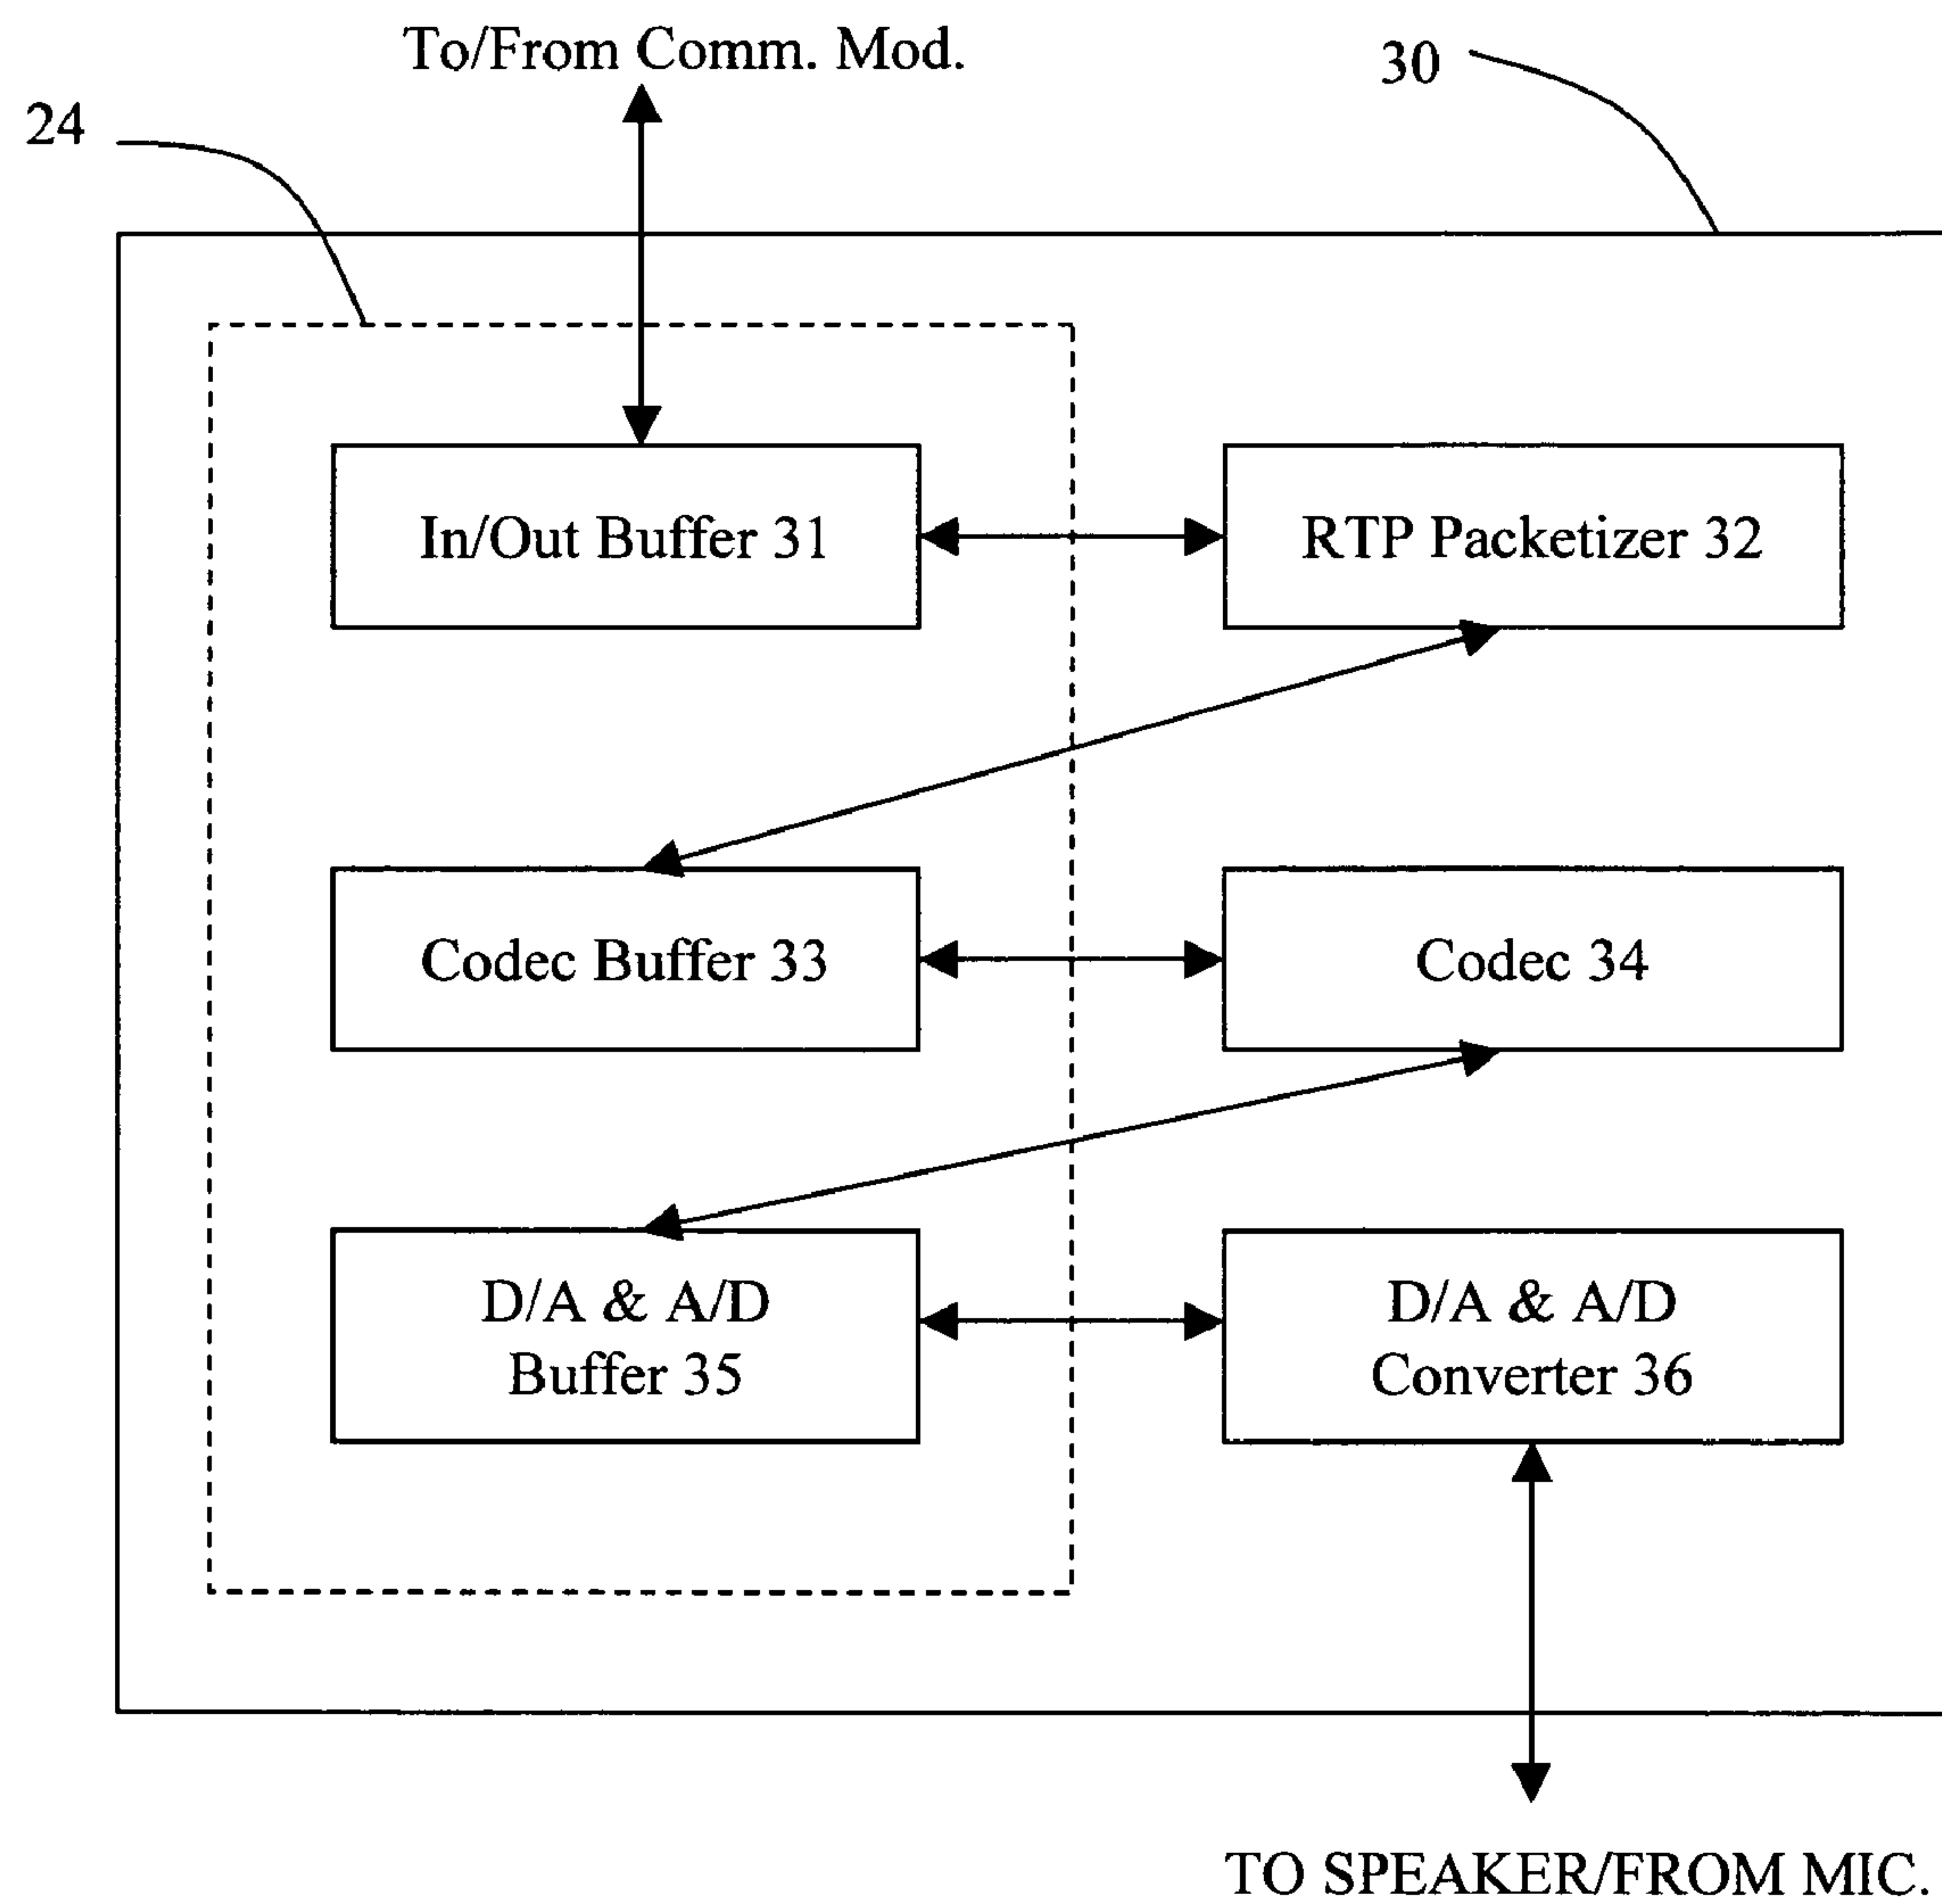 To/From Comm. Mod.
30
24
In/Out Buffer 31
RTP Packetizer 32
Codec Buffer 33
Codec 34
D/A & A/D
Buffer 35
D/A & A/D
Converter 36
TO SPEAKER/FROM MIC.